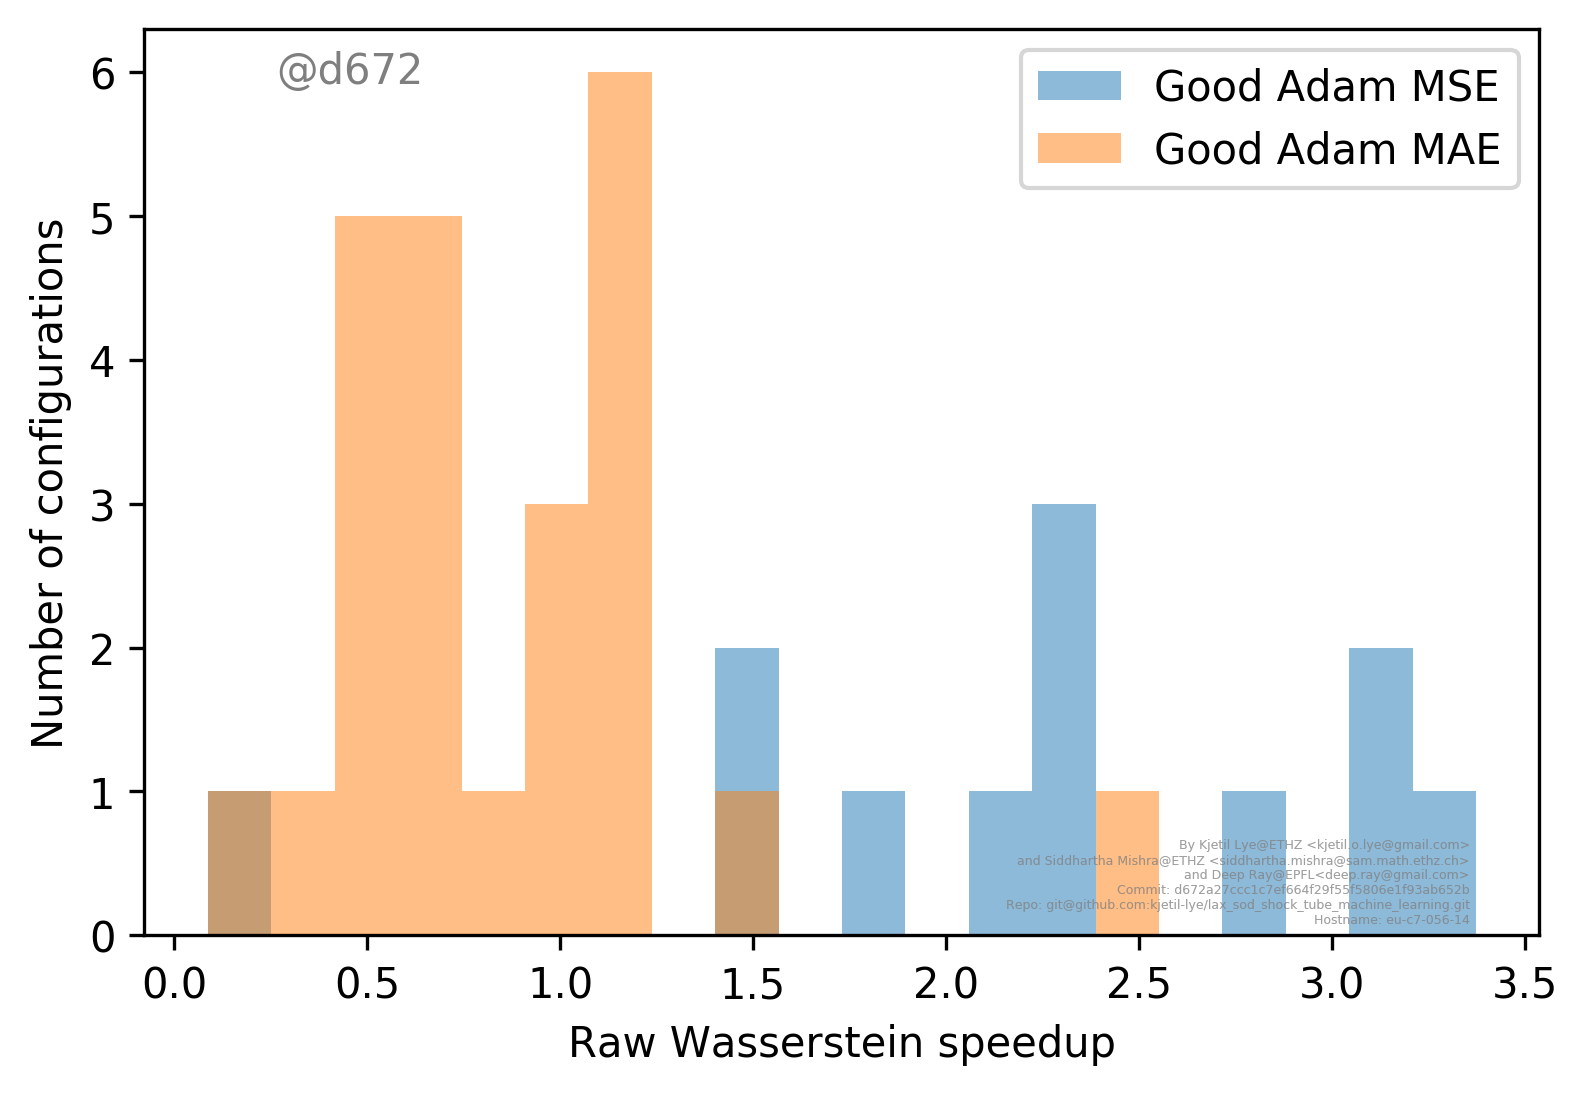 @d672
Good Adam MSE
Good Adam MAE
6
5
4
3
2
1
0
Number of configurations
By Kjetil Lye@ETHZ <kjetil.o.lye@gmail.com>
and Siddhartha Mishra@ETHZ <siddhartha.mishra@sam.math.ethz.ch>
and Deep Ray@EPFL<deep.ray@gmail.com>
Commit: d672a27ccc1c7ef664f29f55f5806e1f93ab652b
Repo: git@github.com:kjetil-lye/lax_sod_shock_tube_machine_learning.git
Hostname: eu-c7-056-14
0.0 0.5 1.0 1.5 2.0 2.5 3.0 3.5
Raw Wasserstein speedup